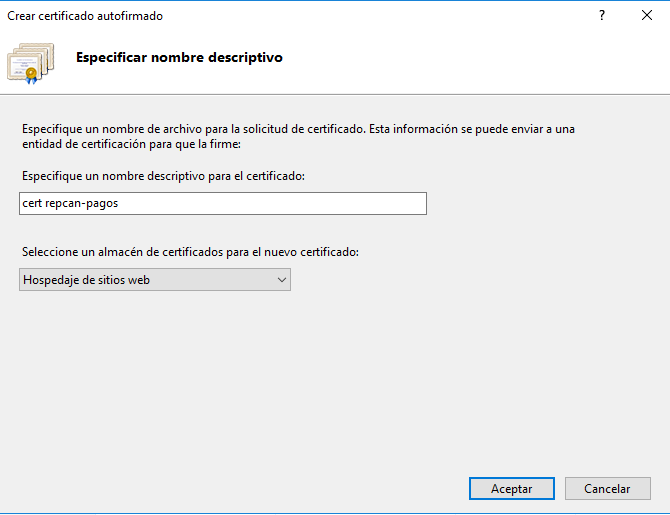 Crear certificado autofirmado
Especificar nombre descriptivo
Especifique un nombre de archivo para la solicitud de certificado. Esta información se puede enviar a una
entidad de certificación para que la firme:
Especifique un nombre descriptivo para el certificado:
cert repcan-pagos
Seleccione un almacén de certificados para el nuevo certificado:
Hospedaje de sitios web
Aceptar
Cancelar